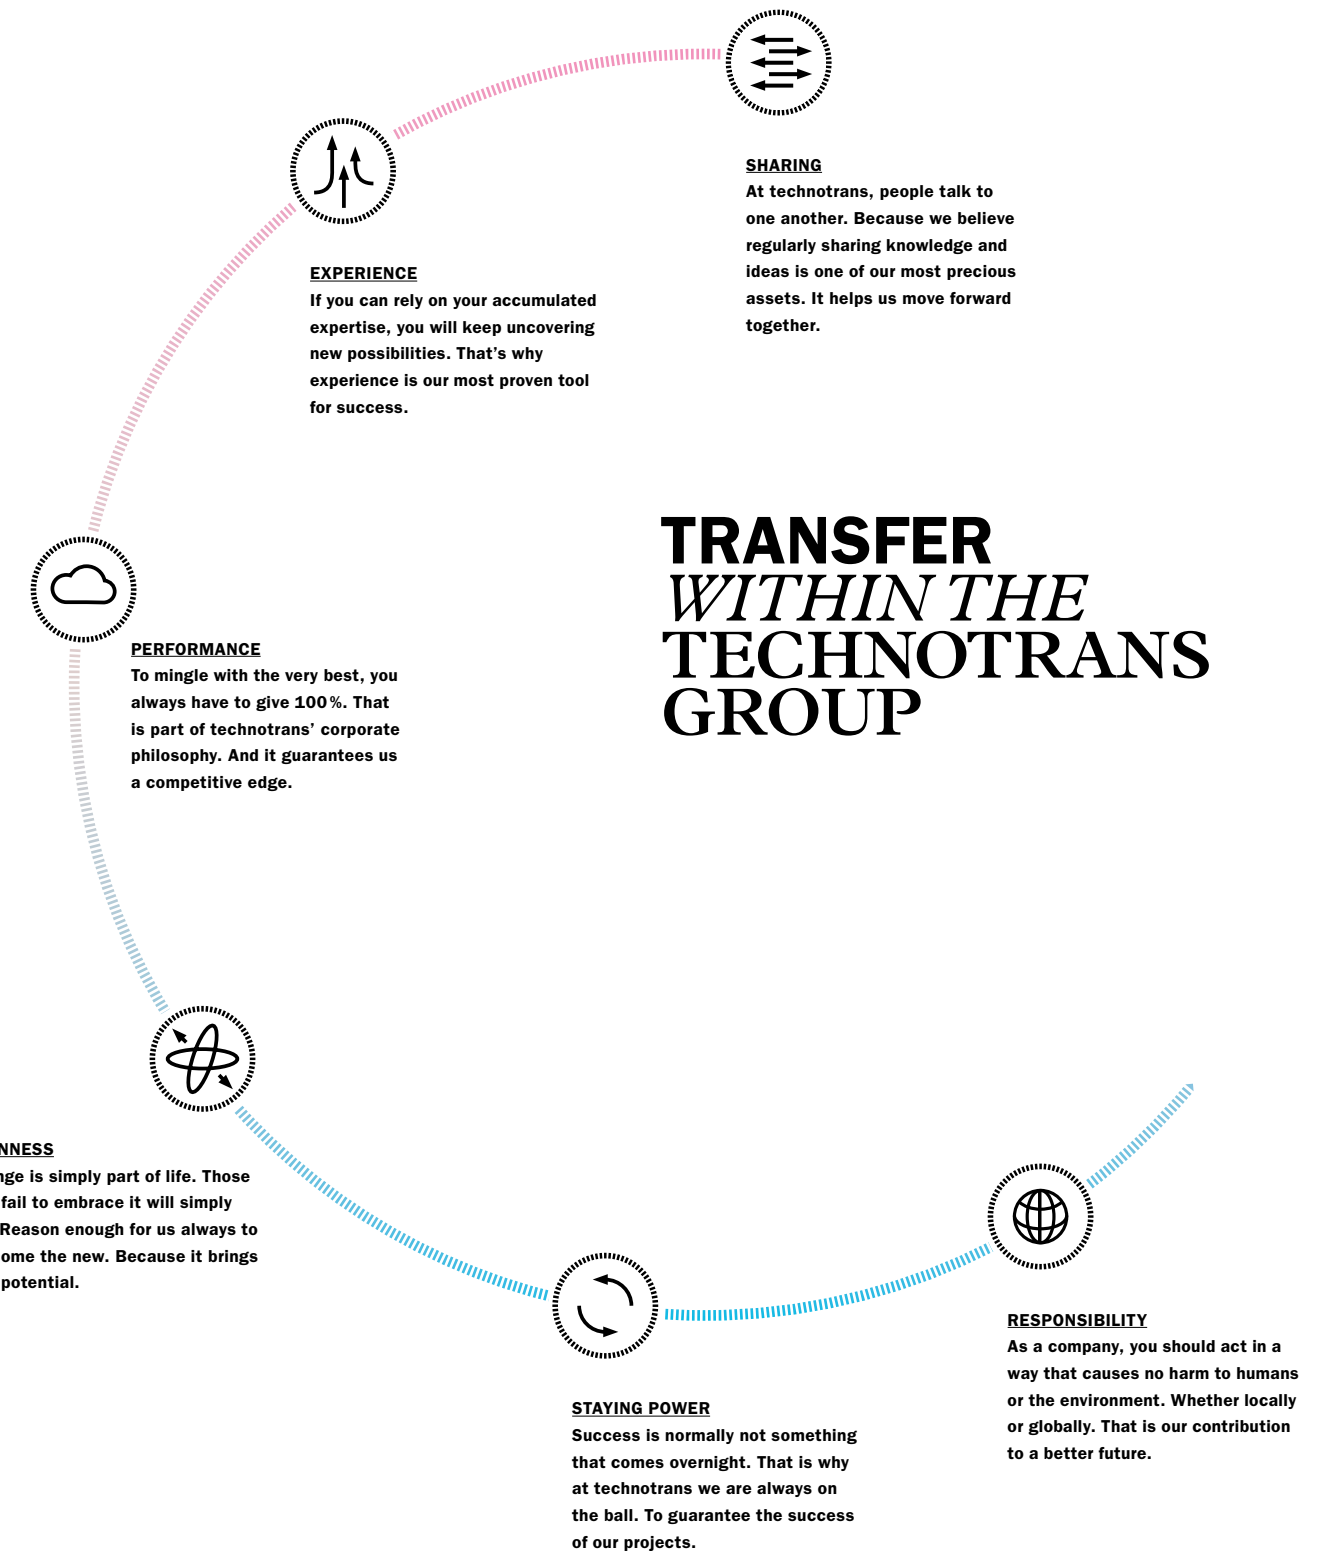 SHARING
At technotrans, people talk to
one another. Because we believe
regularly sharing knowledge and
ideas is one of our most precious
assets. It helps us move forward
together.
EXPERIENCE
If you can rely on your accumulated
expertise, you will keep uncovering
new possibilities. That’s why
experience is our most proven tool
for success.
TRANSFER
WITHIN THE
TECHNOTRANS
GROUP
PERFORMANCE
To mingle with the very best, you
always have to give 100 %. That
is part of technotrans’ corporate
philosophy. And it guarantees us
a competitive edge.
NNESS
nge is simply part of life. Those
fail to embrace it will simply
Reason enough for us always to
ome the new. Because it brings
potential.
STAYING POWER
Success is normally not something
that comes overnight. That is why
at technotrans we are always on
the ball. To guarantee the success
of our projects.
RESPONSIBILITY
As a company, you should act in a
way that causes no harm to humans
or the environment. Whether locally
or globally. That is our contribution
to a better future.